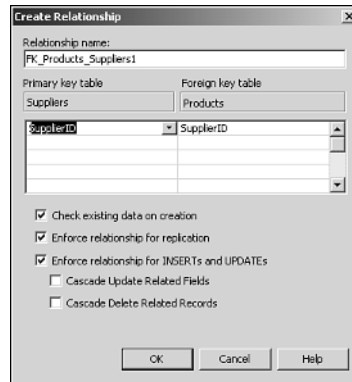 Create Relationship
Relationship name:
FK_Products_Suppliers1
Primary key table Foreign key table
Suppliers Products
SupplierID SupplierID
Check existing data on creation
Enforce relationship for replication
Enforce relationship for INSERTs and UPDATEs
Cascade Update Related Fields
Cascade Delete Related Records
OK Cancel Help